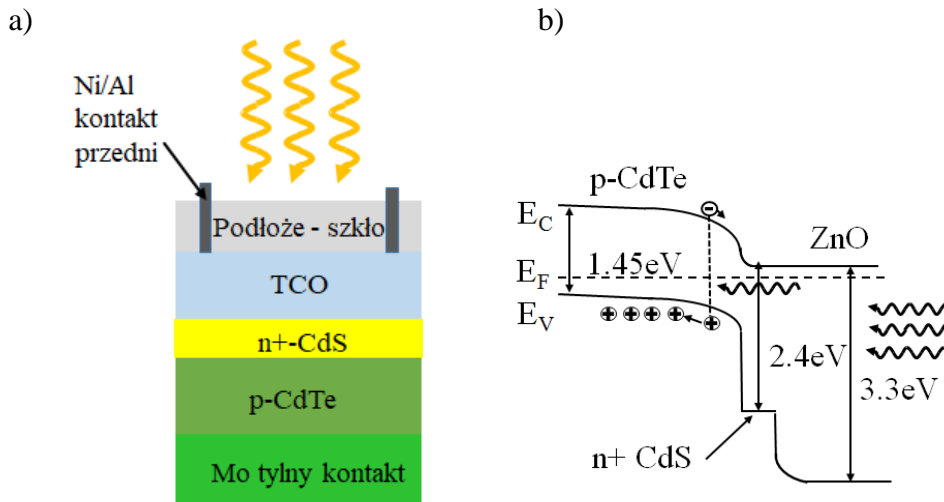 a)
Ni/Al
kontakt
przedni
Podłoże - szkło
TCO
n+-CdS
p-CdTe
Mo tylny kontakt
b)
p-CdTe
E_C
ZnO
1.45eV
E_F
E_V
2.4eV
3.3eV
n+ CdS